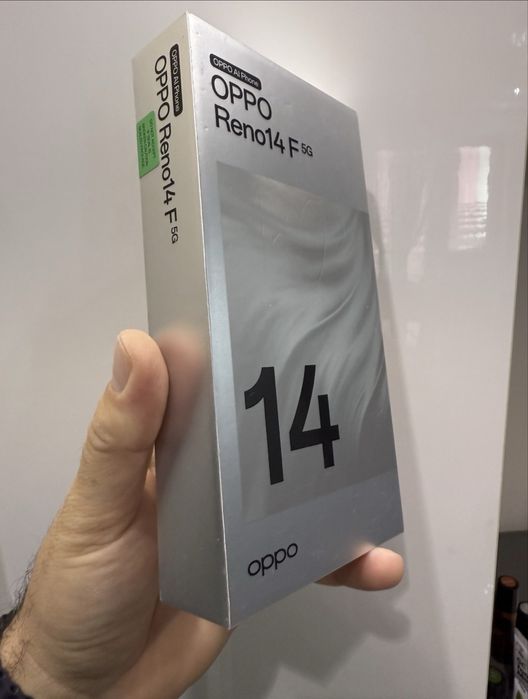 OPPO AI Phone
OPPO Reno14 F 5G
OPPO AI Phone
OPPO
Reno14 F 5G
14
oppo